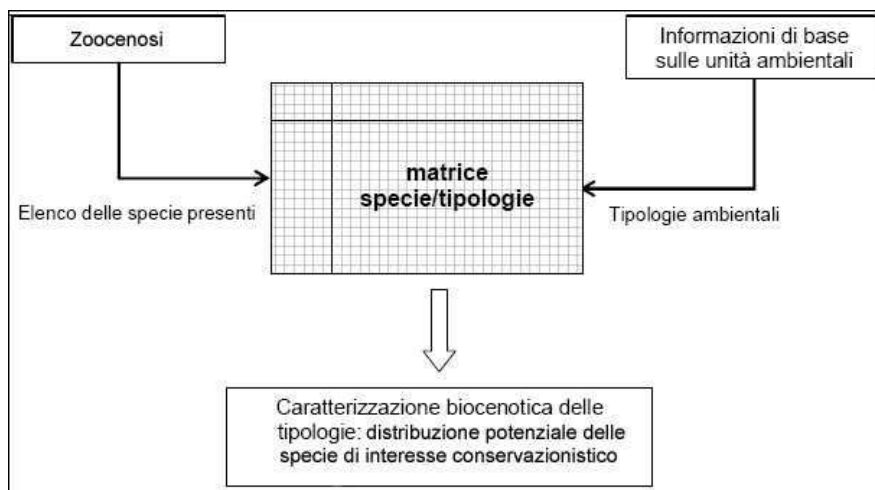 Zoocenosi
Informazioni di base
sulle unità ambientali
matrice
specie/tipologie
Elenco delle specie presenti
Tipologie ambientali
Caratterizzazione biocenotica delle
tipologie: distribuzione potenziale delle
specie di interesse conservazionistico